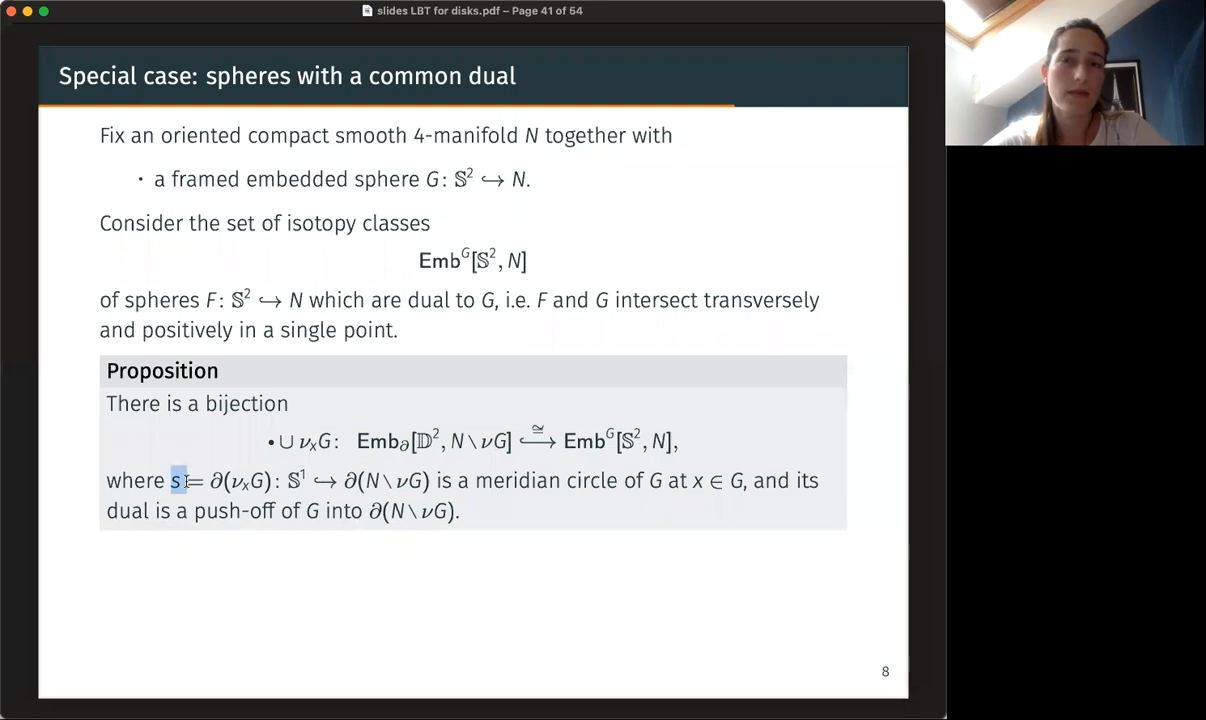 slides LBT for disks.pdf – Page 41 of 54
Special case: spheres with a common dual
Fix an oriented compact smooth 4-manifold N together with
· a framed embedded sphere G: 𝕊² ↪ N.
Consider the set of isotopy classes
Emb^G[𝕊², N]
of spheres F: 𝕊² ↪ N which are dual to G, i.e. F and G intersect transversely
and positively in a single point.
Proposition
There is a bijection
• ∪ ν_xG: Emb_∂[𝔻², N∖νG] ≅↪ Emb^G[𝕊², N],
where s = ∂(ν_xG): 𝕊¹ ↪ ∂(N∖νG) is a meridian circle of G at x ∈ G, and its
dual is a push-off of G into ∂(N∖νG).
8